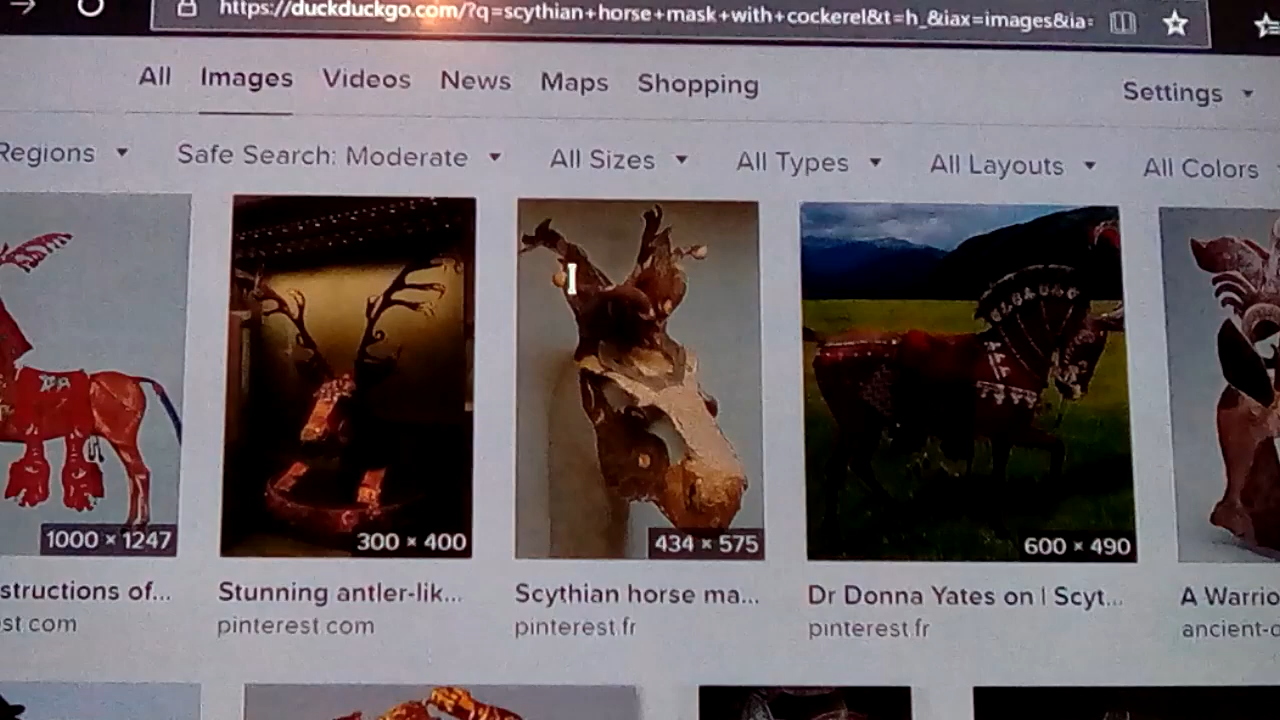 https://duckduckgo.com/?q=scythian+horse+mask+with+cockerel&t=h_&iax=images&ia=
All Images Videos News Maps Shopping Settings
Regions Safe Search: Moderate All Sizes All Types All Layouts All Colors
1000 × 1247 300 × 400 434 × 575 600 × 490
structions of... Stunning antler-lik... Scythian horse ma... Dr Donna Yates on | Scyt... A Warrio
st.com pinterest.com pinterest.fr pinterest.fr ancient-